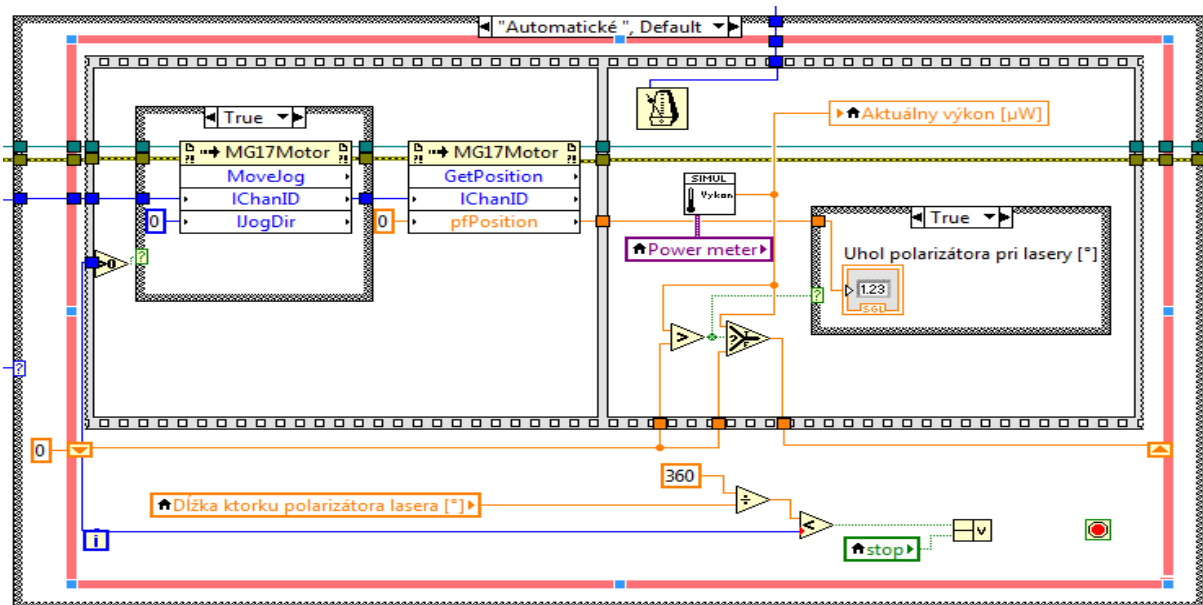 "Automatické ", Default
True
MG17Motor
MoveJog
lChanID
lJogDir
0
MG17Motor
GetPosition
lChanID
pfPosition
0
>0
?
Aktuálny výkon [µW]
SIMUL
Vykon
Power meter
True
Uhol polarizátora pri lasery [°]
1.23
SGL
?
>
?
T
F
?
0
360
÷
Dĺžka ktorku polarizátora lasera [°]
<
i
stop
v